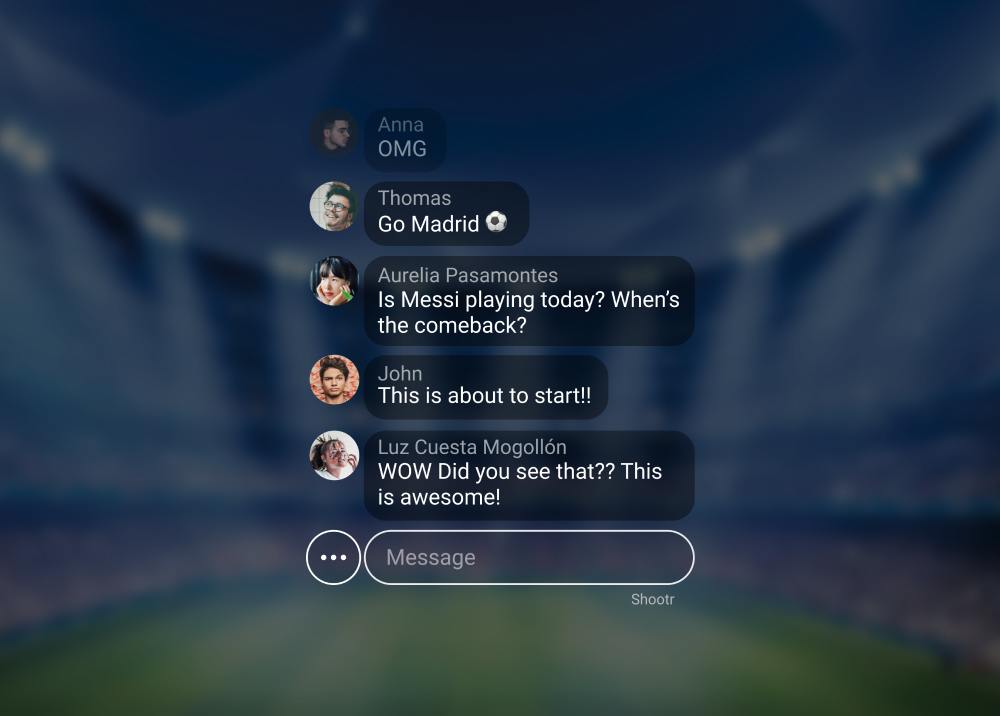 Anna
OMG
Thomas
Go Madrid ⚽
Aurelia Pasamontes
Is Messi playing today? When’s
the comeback?
John
This is about to start!!
Luz Cuesta Mogollón
WOW Did you see that?? This
is awesome!
Message
Shootr